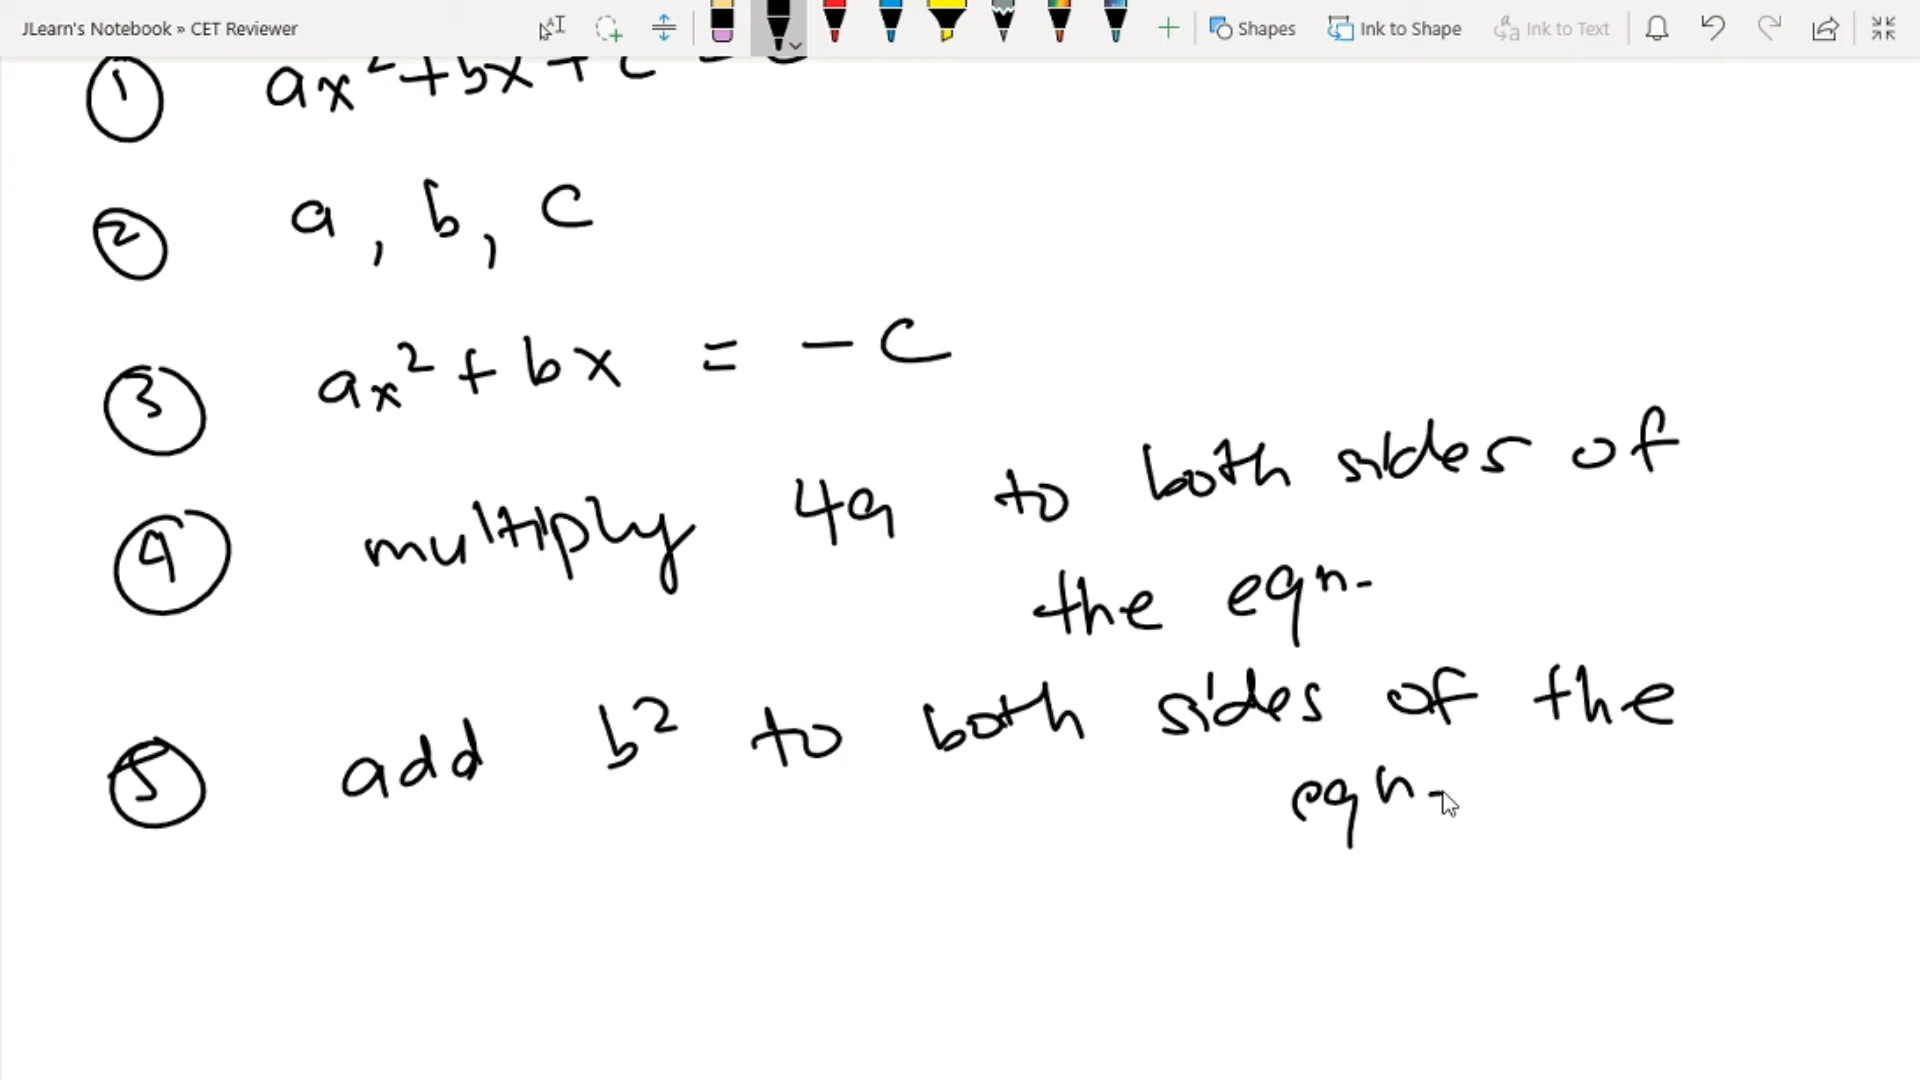 JLearn's Notebook » CET Reviewer
Shapes
Ink to Shape
Ink to Text
① ax²+bx+c = 0
② a, b, c
③ ax² + bx = -c
④ multiply 4a to both sides of
the eqn.
⑤ add b² to both sides of the
eqn.